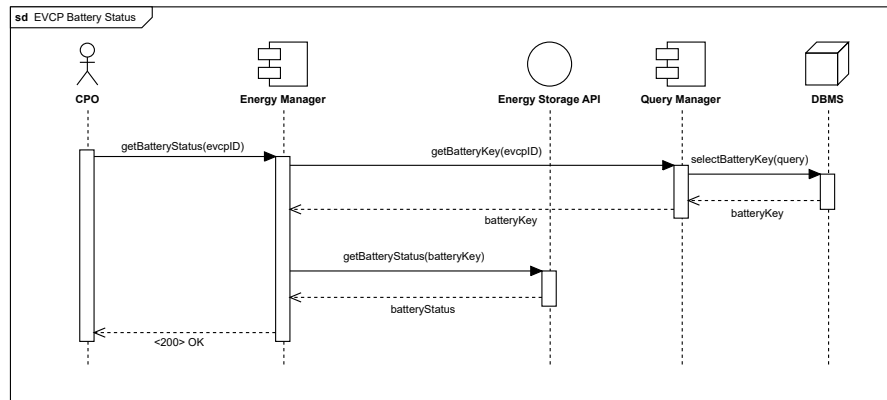 sd EVCP Battery Status
CPO
Energy Manager
Energy Storage API
Query Manager
DBMS
getBatteryStatus(evcpID)
getBatteryKey(evcpID)
selectBatteryKey(query)
batteryKey
batteryKey
getBatteryStatus(batteryKey)
batteryStatus
<200> OK